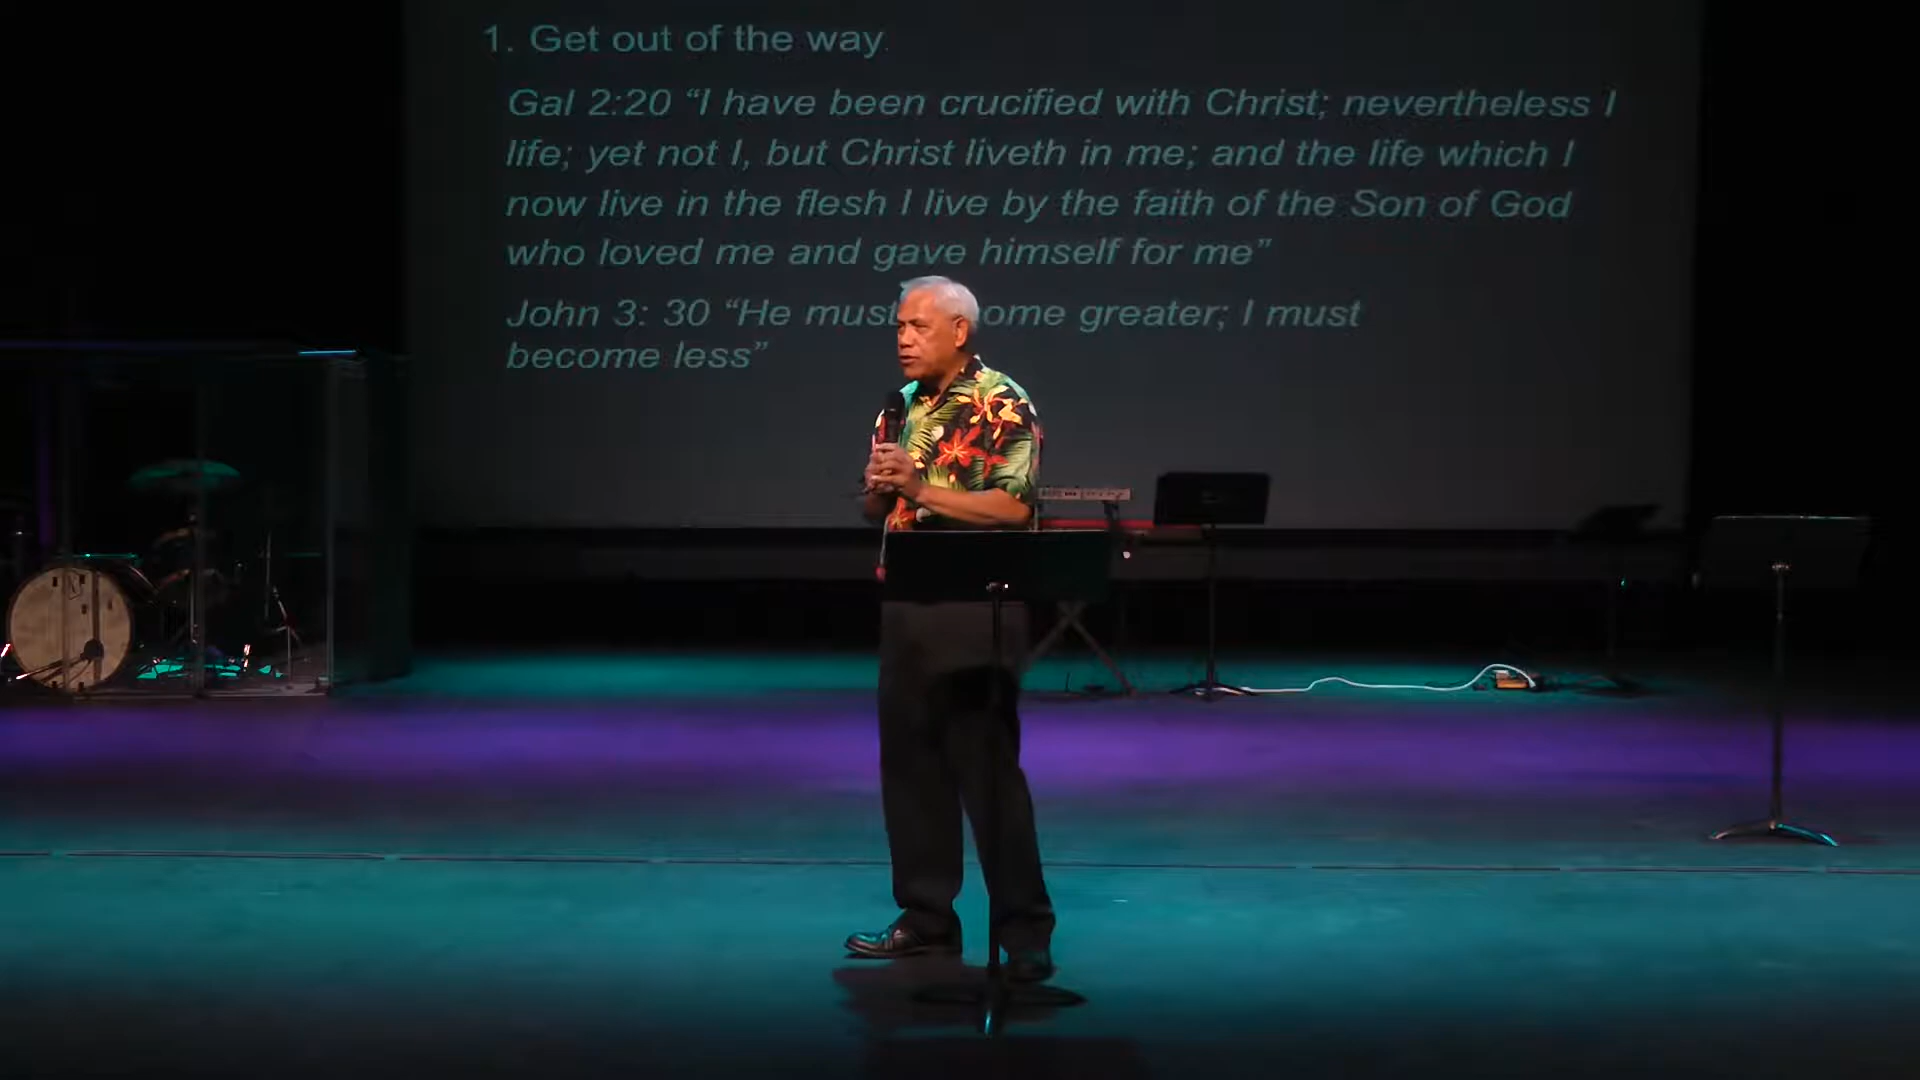 1. Get out of the way.
Gal 2:20 “I have been crucified with Christ; nevertheless I
life; yet not I, but Christ liveth in me; and the life which I
now live in the flesh I live by the faith of the Son of God
who loved me and gave himself for me”
John 3: 30 “He must ome greater; I must
become less”